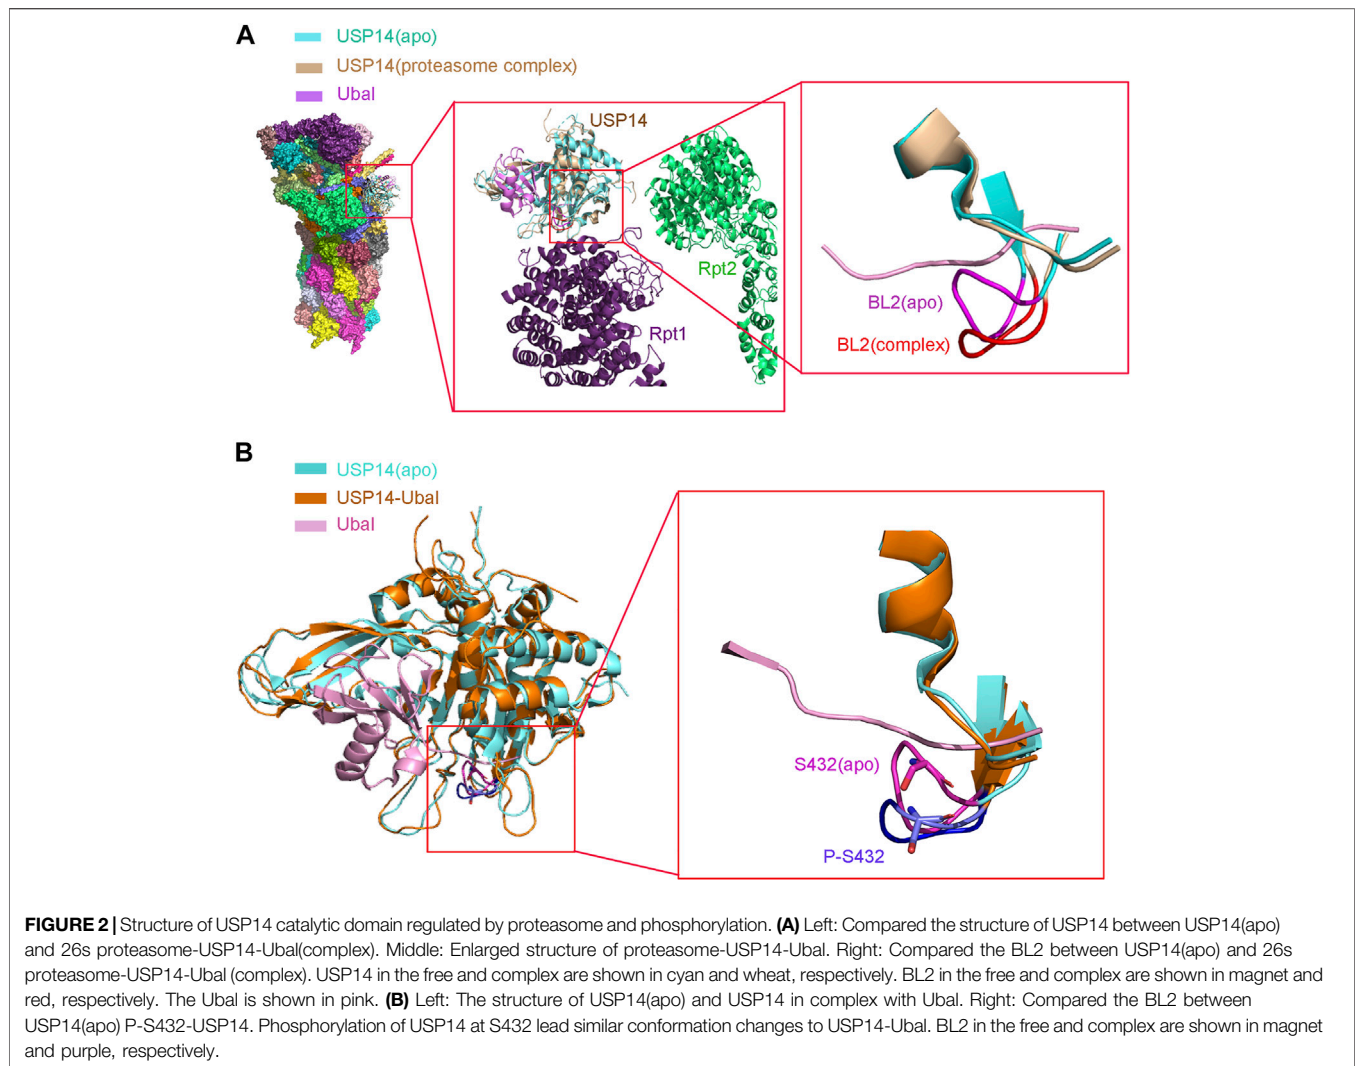 A
USP14(apo)
USP14(proteasome complex)
Ubal
USP14
Rpt2
Rpt1
BL2(apo)
BL2(complex)
B
USP14(apo)
USP14-Ubal
Ubal
S432(apo)
P-S432
FIGURE 2 | Structure of USP14 catalytic domain regulated by proteasome and phosphorylation. (A) Left: Compared the structure of USP14 between USP14(apo)
and 26s proteasome-USP14-Ubal(complex). Middle: Enlarged structure of proteasome-USP14-Ubal. Right: Compared the BL2 between USP14(apo) and 26s
proteasome-USP14-Ubal (complex). USP14 in the free and complex are shown in cyan and wheat, respectively. BL2 in the free and complex are shown in magnet and
red, respectively. The Ubal is shown in pink. (B) Left: The structure of USP14(apo) and USP14 in complex with Ubal. Right: Compared the BL2 between
USP14(apo) P-S432-USP14. Phosphorylation of USP14 at S432 lead similar conformation changes to USP14-Ubal. BL2 in the free and complex are shown in magnet
and purple, respectively.